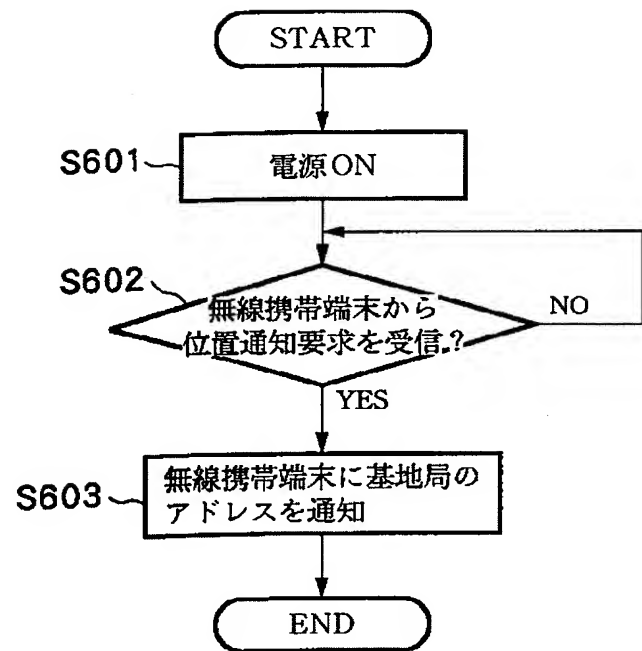 START
S601
電源ON
S602
無線携帯端末から
位置通知要求を受信?
NO
YES
S603
無線携帯端末に基地局の
アドレスを通知
END